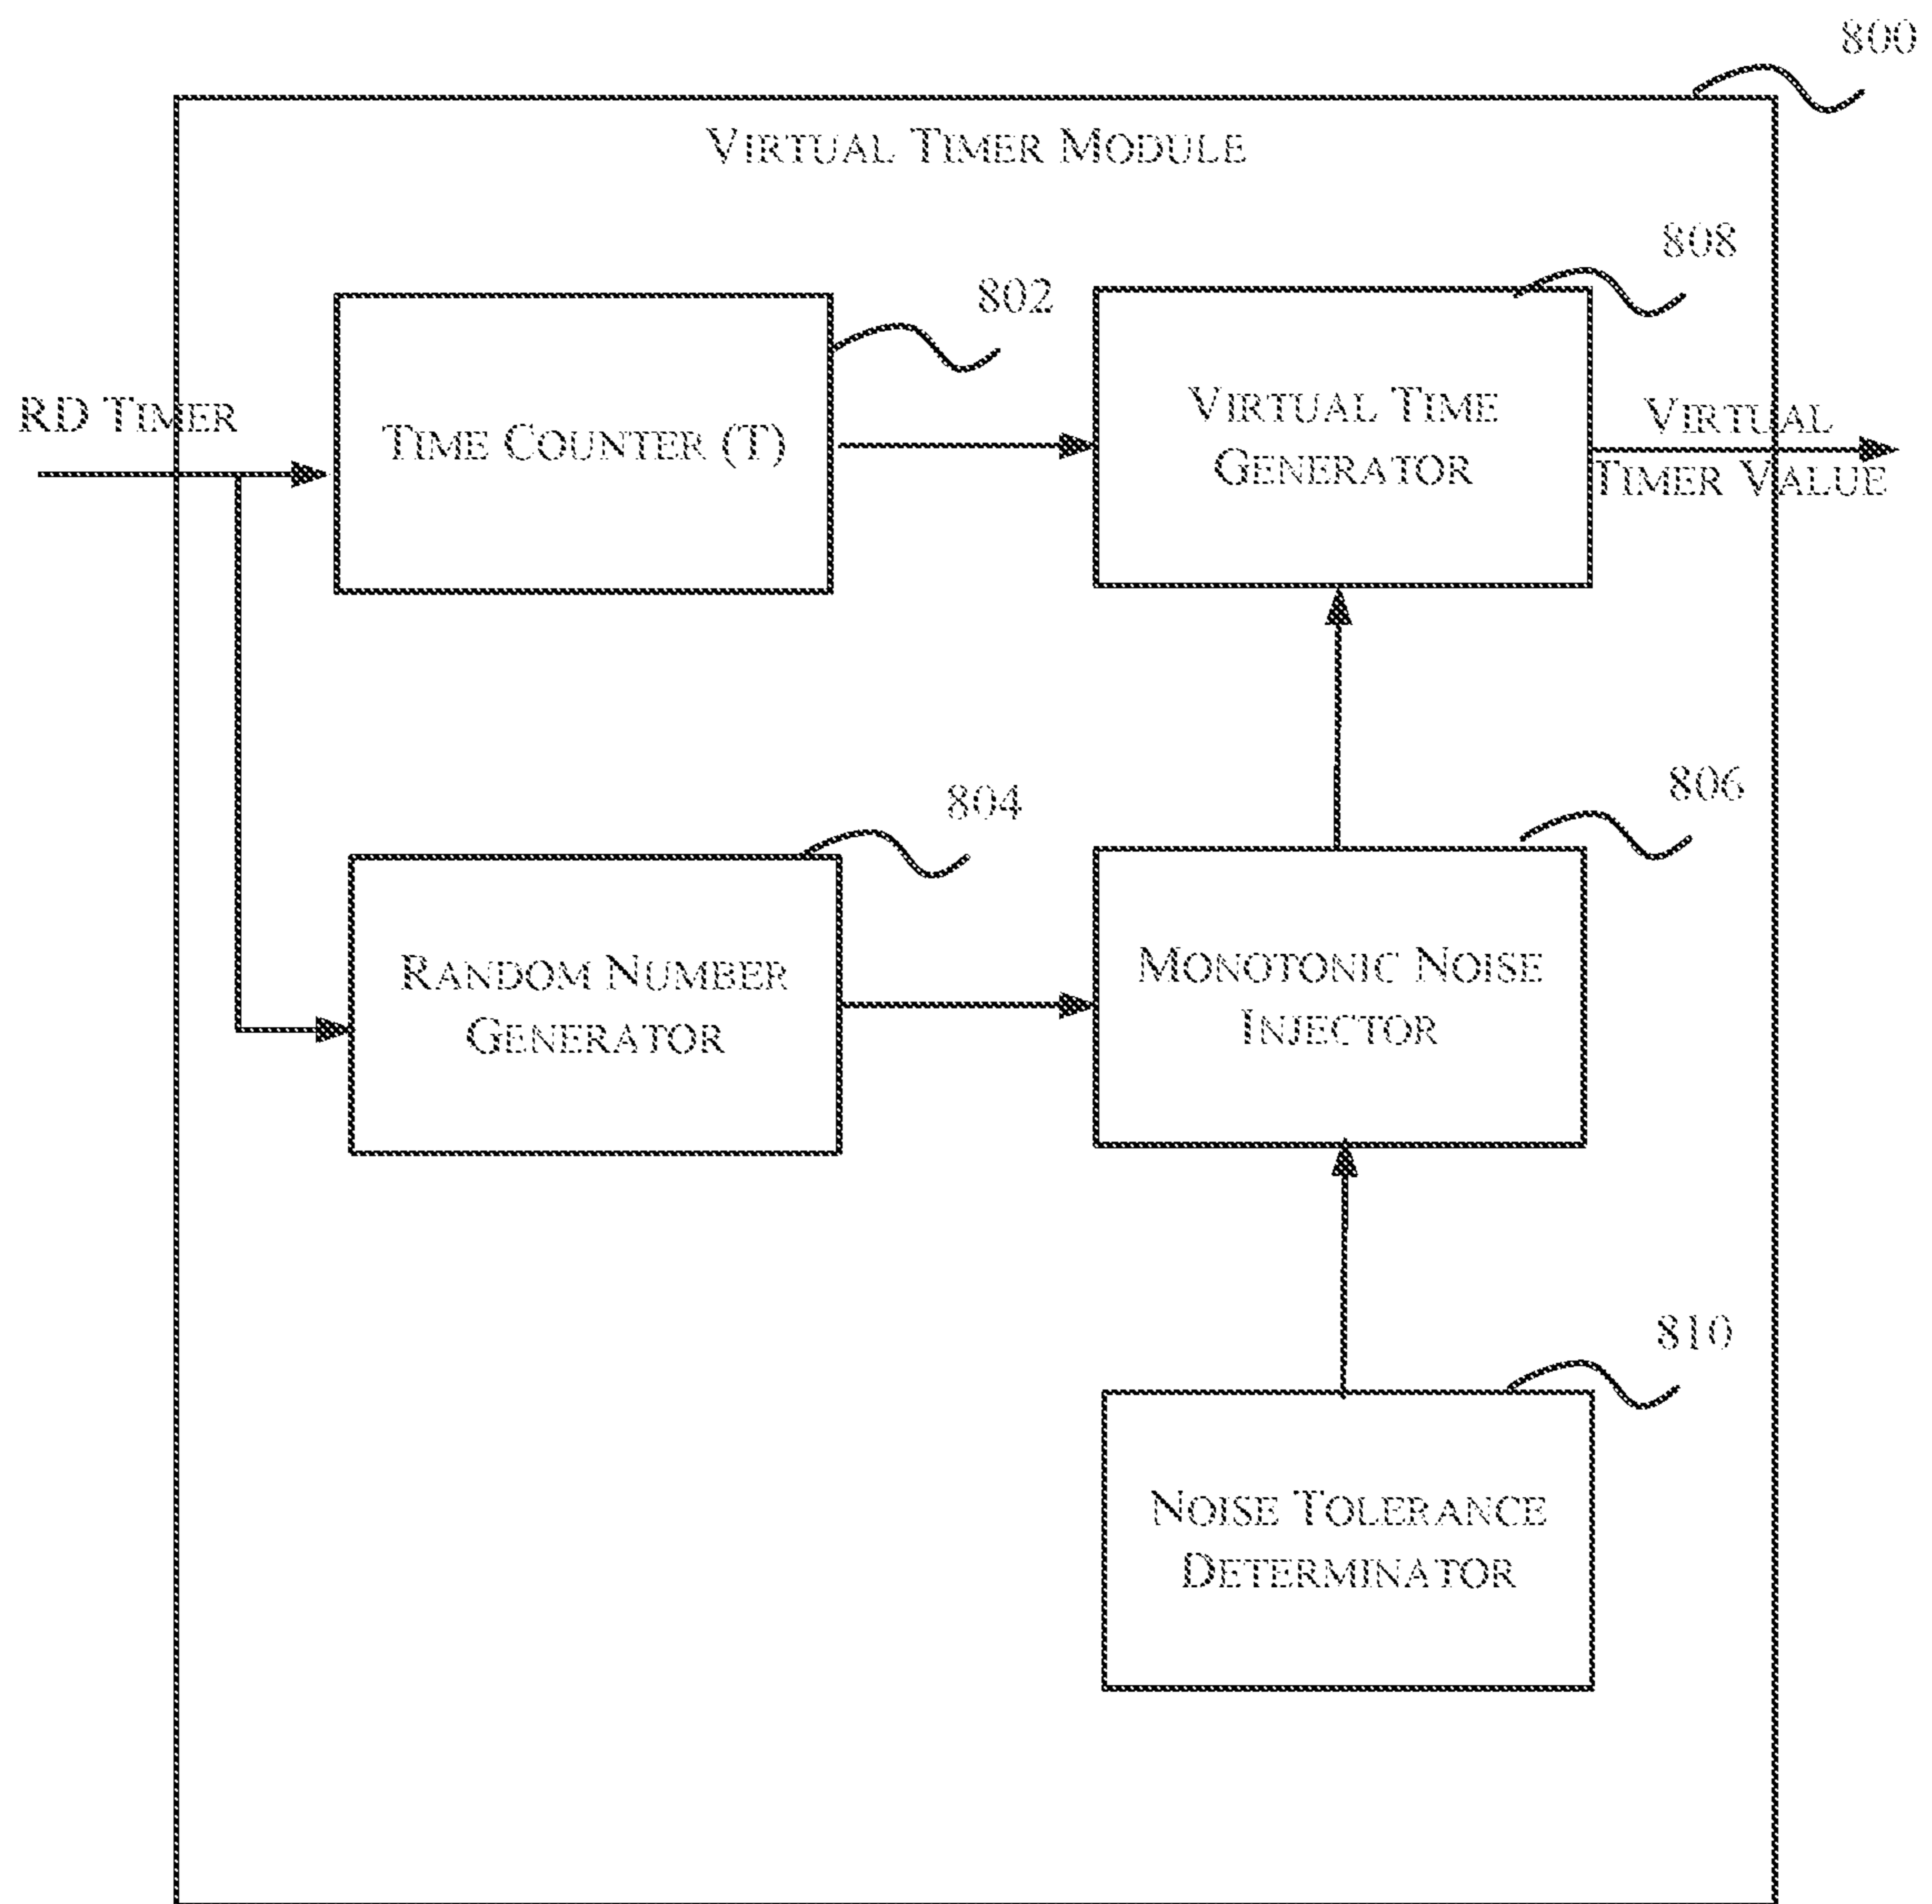 800
VIRTUAL TIMER MODULE
808
802
RD TIMER
TIME COUNTER (T)
VIRTUAL TIME
GENERATOR
VIRTUAL
TIMER VALUE
804
806
RANDOM NUMBER
GENERATOR
MONOTONIC NOISE
INJECTOR
810
NOISE TOLERANCE
DETERMINATOR